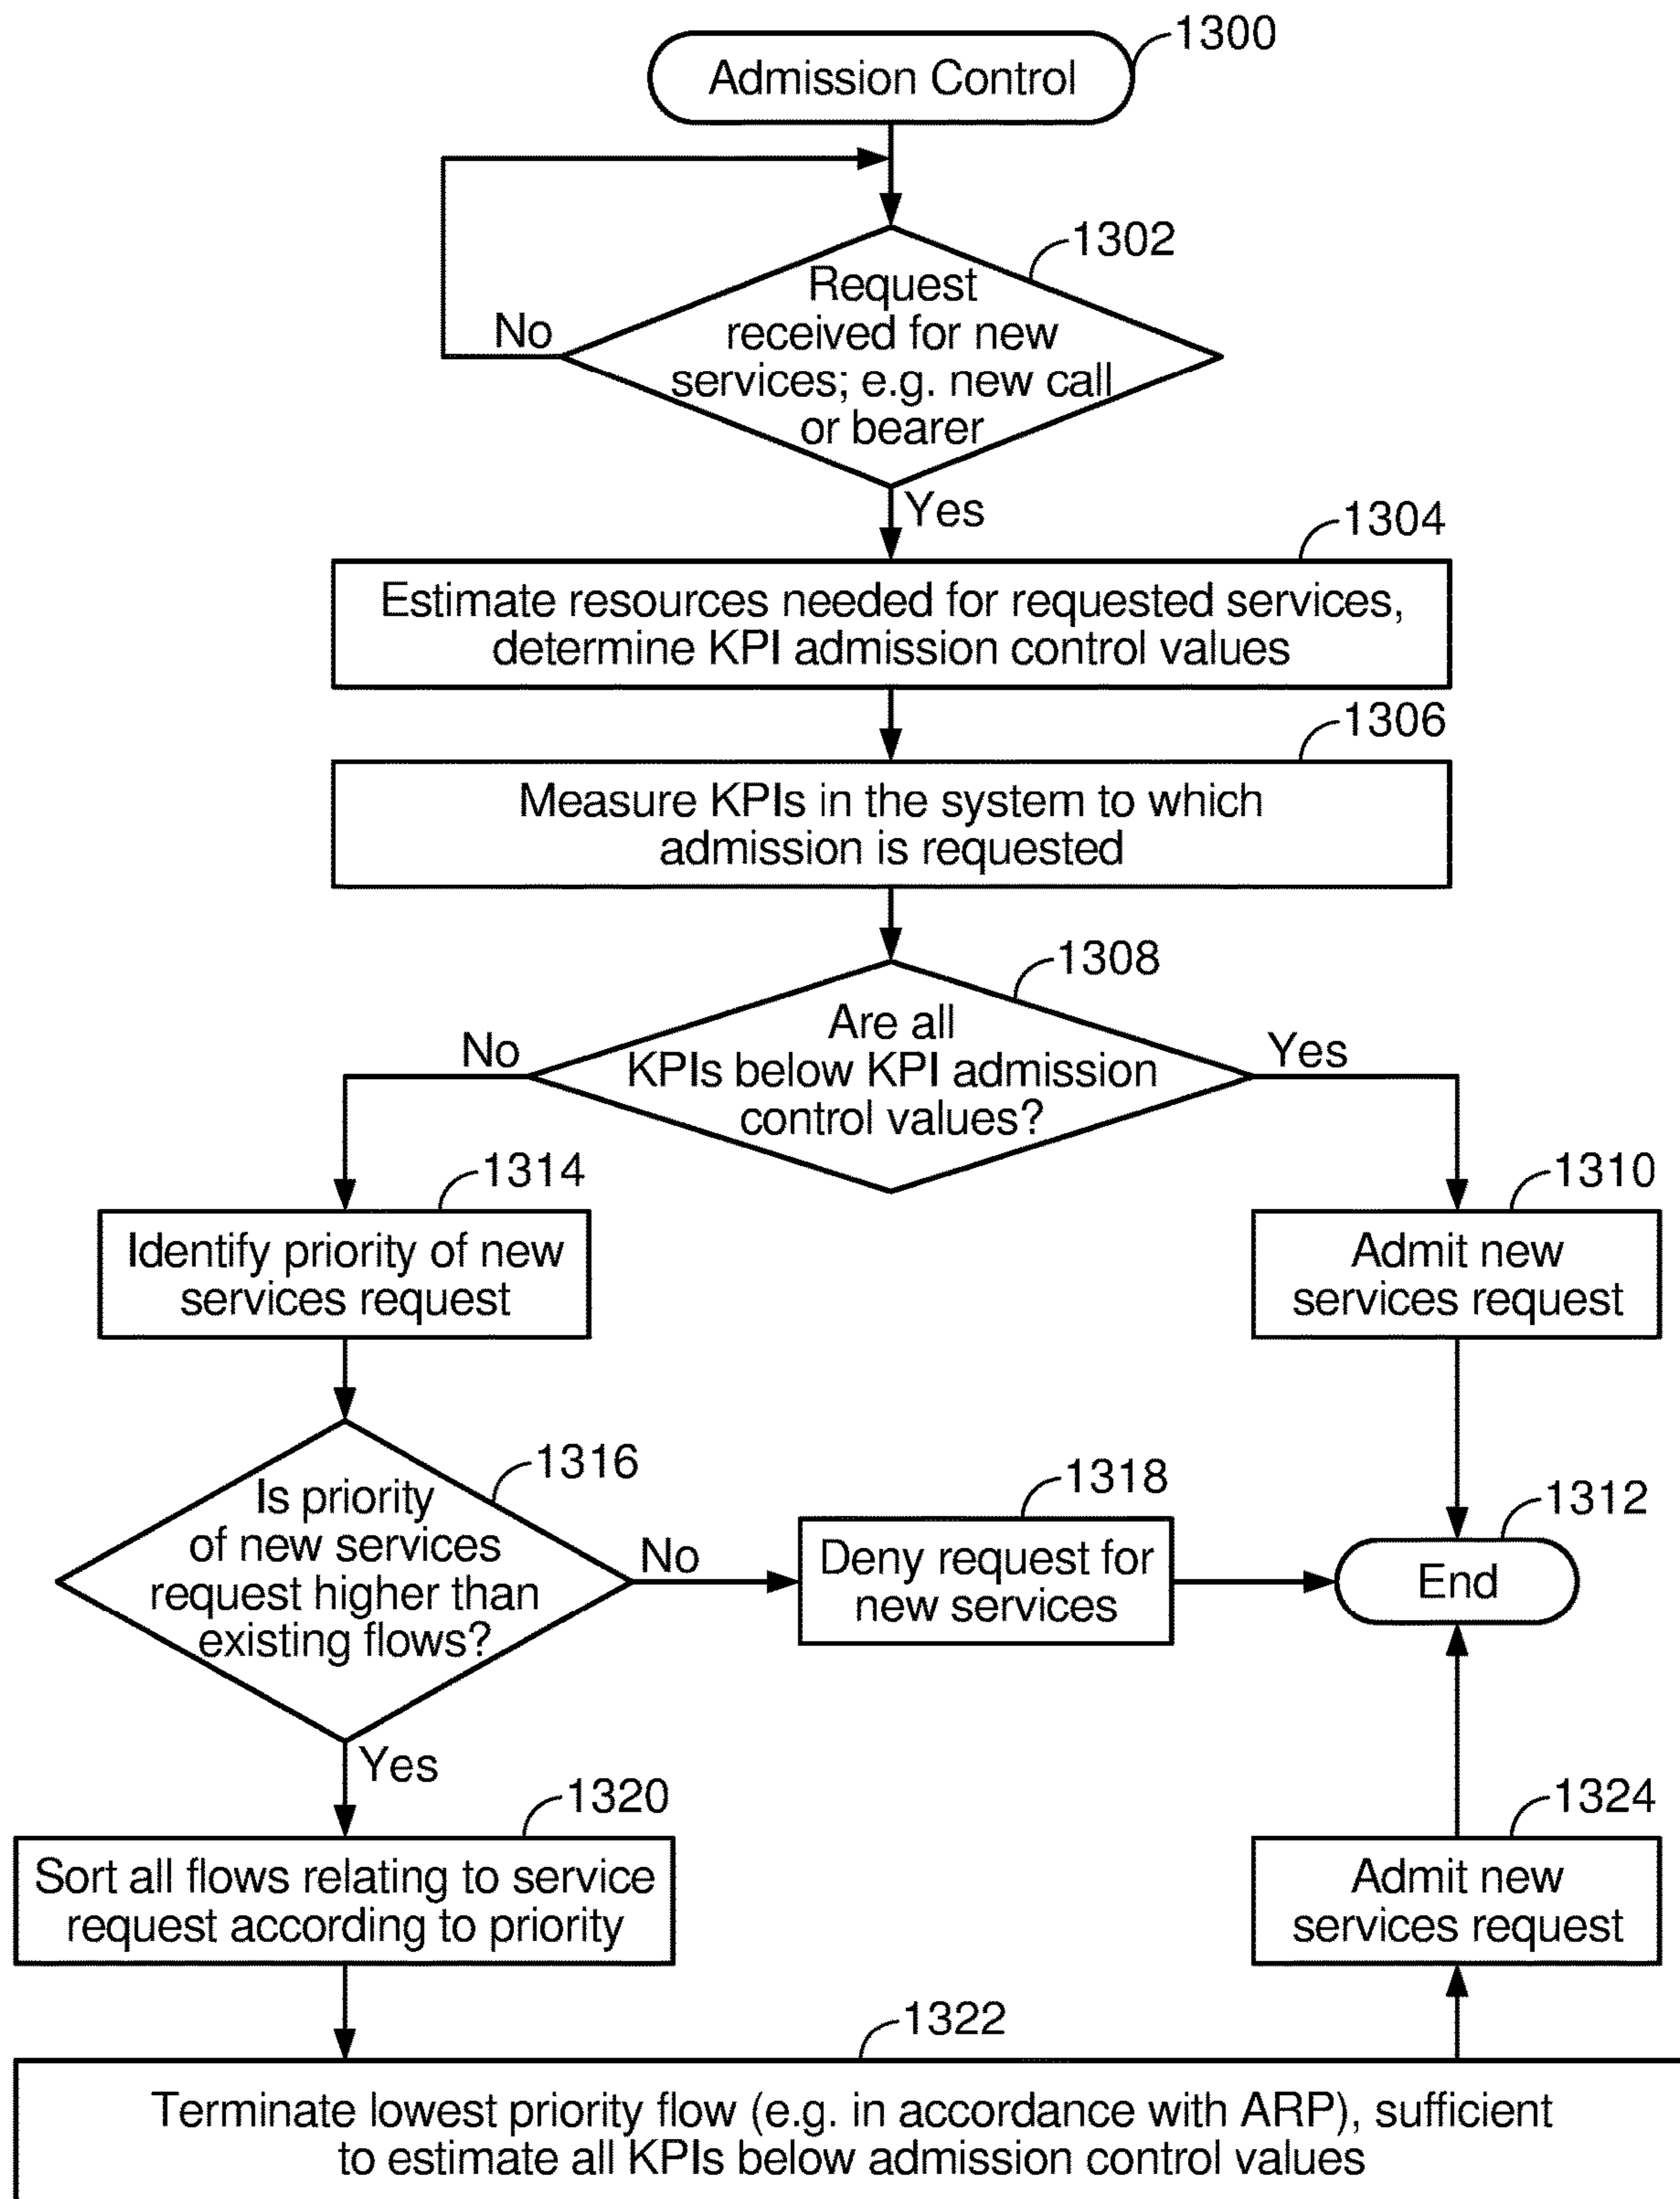 1300
Admission Control
1302
Request
received for new
services; e.g. new call
or bearer
No
Yes
1304
Estimate resources needed for requested services,
determine KPI admission control values
1306
Measure KPIs in the system to which
admission is requested
1308
Are all
KPIs below KPI admission
control values?
No
Yes
1314
Identify priority of new
services request
1310
Admit new
services request
1316
Is priority
of new services
request higher than
existing flows?
No
Yes
1318
Deny request for
new services
1312
End
1320
Sort all flows relating to service
request according to priority
1324
Admit new
services request
1322
Terminate lowest priority flow (e.g. in accordance with ARP), sufficient
to estimate all KPIs below admission control values